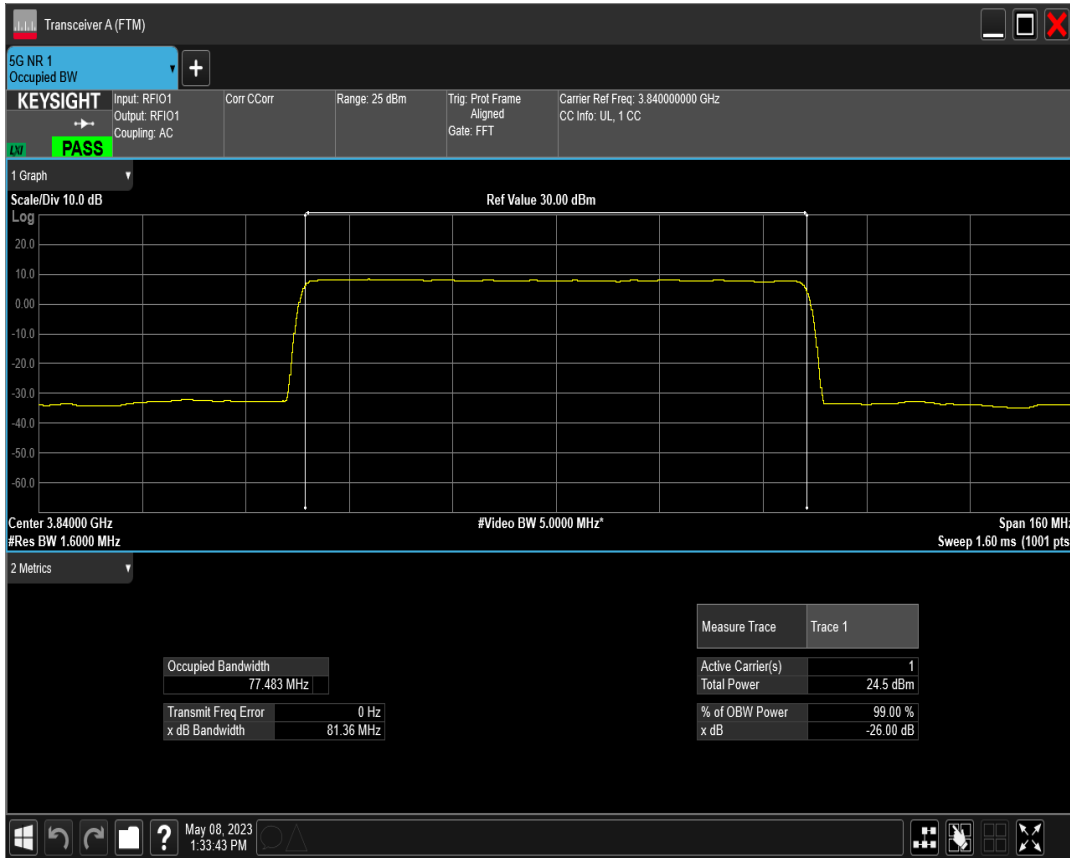 Transceiver A (FTM)
5G NR 1
Occupied BW
+
KEYSIGHT
LXI
PASS
Input: RFIO1
Output: RFIO1
Coupling: AC
Corr CCorr
Range: 25 dBm
Trig: Prot Frame
Aligned
Gate: FFT
Carrier Ref Freq: 3.840000000 GHz
CC Info: UL, 1 CC
1 Graph
Scale/Div 10.0 dB
Ref Value 30.00 dBm
Log
20.0
10.0
0.00
-10.0
-20.0
-30.0
-40.0
-50.0
-60.0
Center 3.84000 GHz
#Video BW 5.0000 MHz*
Span 160 MHz
#Res BW 1.6000 MHz
Sweep 1.60 ms (1001 pts
2 Metrics
Measure Trace Trace 1
Occupied Bandwidth
77.483 MHz
Active Carrier(s) 1
Total Power 24.5 dBm
Transmit Freq Error 0 Hz
x dB Bandwidth 81.36 MHz
% of OBW Power 99.00 %
x dB -26.00 dB
?
May 08, 2023
1:33:43 PM